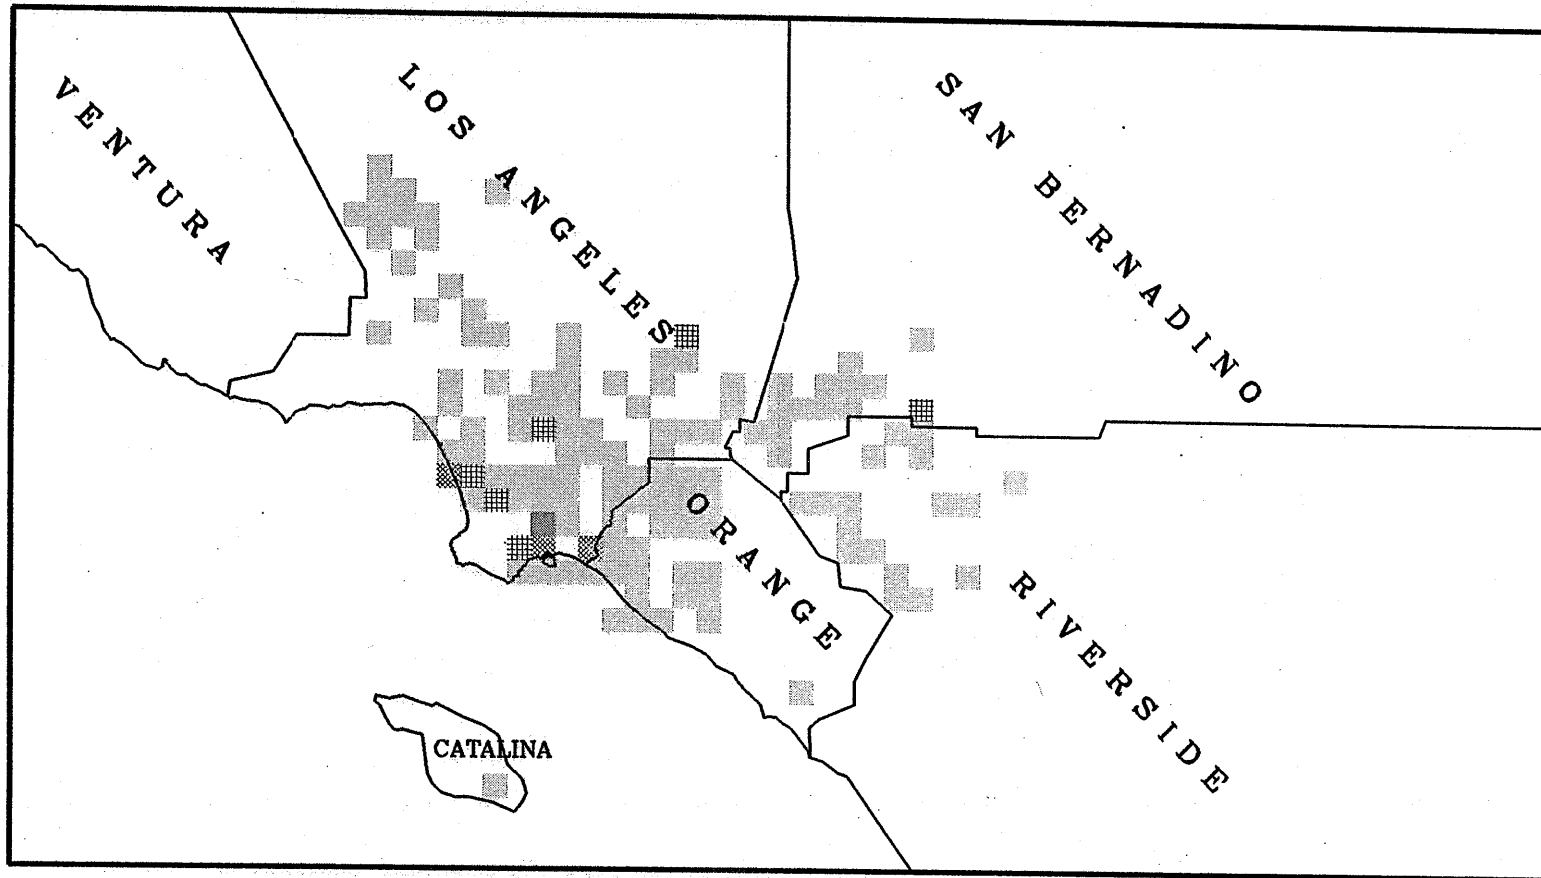 VENTURA
LOS ANGELES
SAN BERNADINO
ORANGE
RIVERSIDE
CATALINA